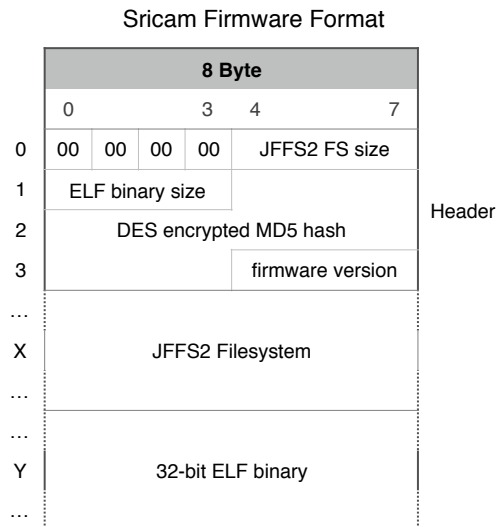 Sricam Firmware Format
8 Byte
0 3 4 7
0 00 00 00 00 JFFS2 FS size
1 ELF binary size
Header
2 DES encrypted MD5 hash
3 firmware version
...
X JFFS2 Filesystem
...
...
Y 32-bit ELF binary
...